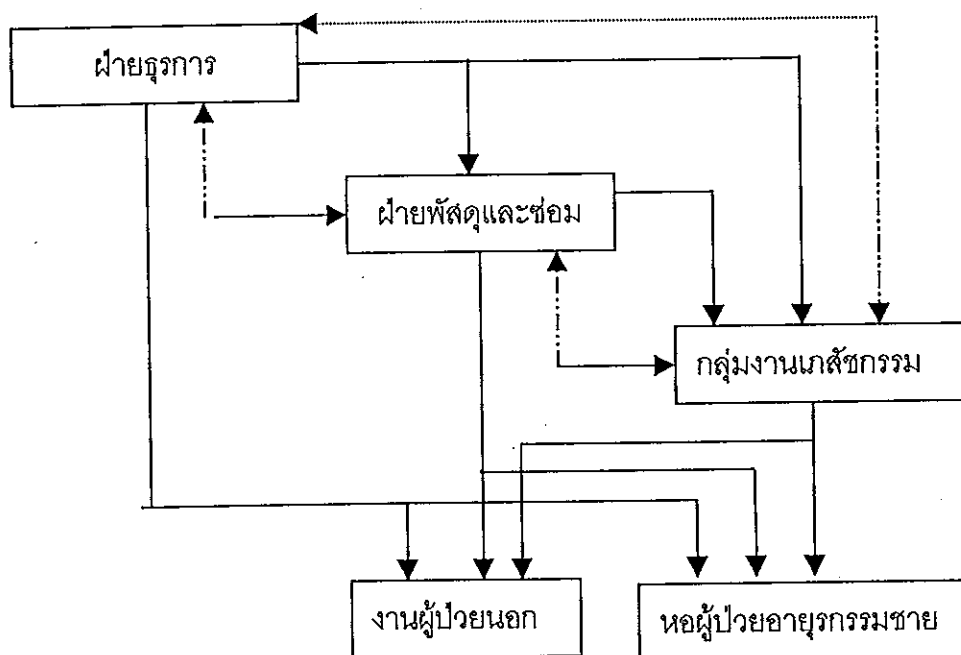 ฝ่ายธุรการ
ฝ่ายพัสดุและซ่อม
กลุ่มงานเภสัชกรรม
งานผู้ป่วยนอก
หอผู้ป่วยอายุรกรรมชาย